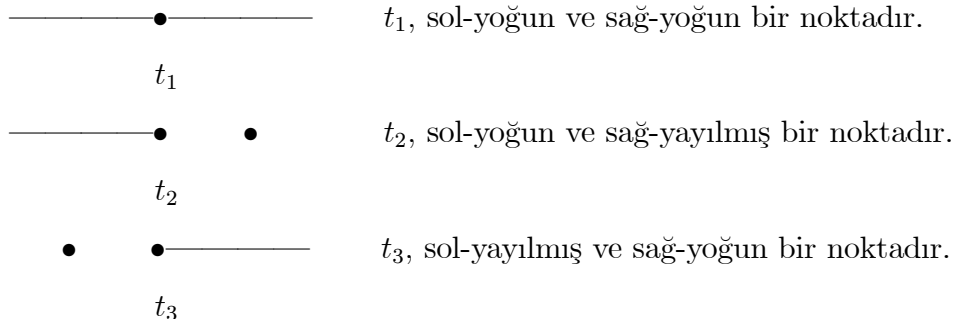 t₁, sol-yoğun ve sağ-yoğun bir noktadır.
t₁
t₂, sol-yoğun ve sağ-yayılmış bir noktadır.
t₂
t₃, sol-yayılmış ve sağ-yoğun bir noktadır.
t₃